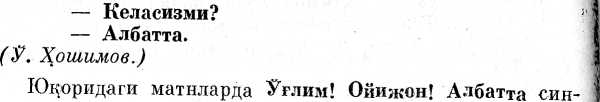 — Келасизми?
— Албатта.
(Ў. Ҳошимов.)
Юқоридаги матнларда Ўғлим! Ойижон! Албатта син-